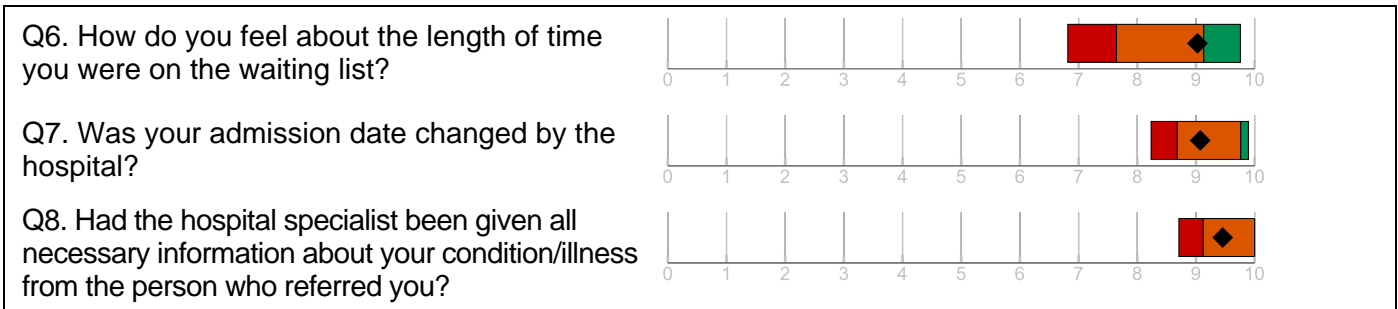 Q6. How do you feel about the length of time
you were on the waiting list?
0 1 2 3 4 5 6 7 8 9 10
Q7. Was your admission date changed by the
hospital?
0 1 2 3 4 5 6 7 8 9 10
Q8. Had the hospital specialist been given all
necessary information about your condition/illness
from the person who referred you?
0 1 2 3 4 5 6 7 8 9 10